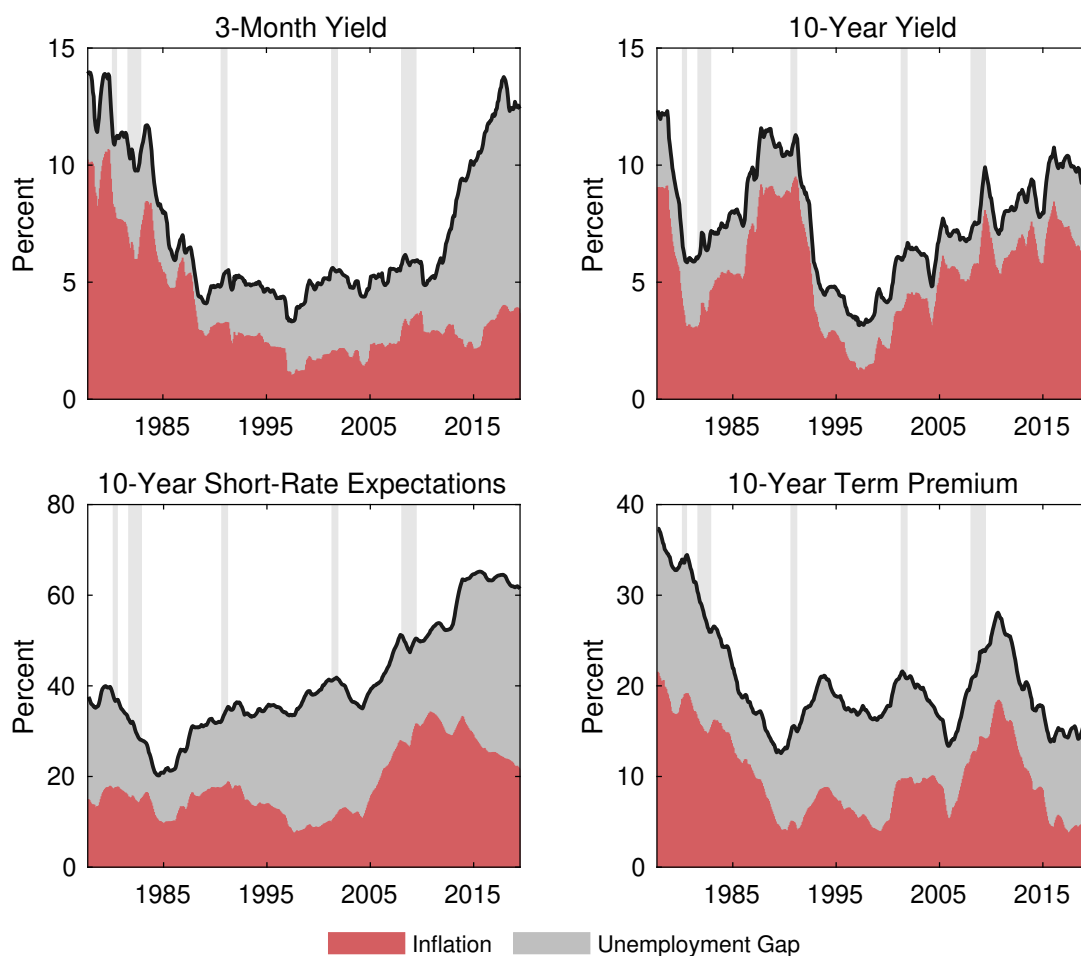 3-Month Yield
10-Year Yield
Percent
15
10
5
0
1985 1995 2005 2015
Percent
15
10
5
0
1985 1995 2005 2015
10-Year Short-Rate Expectations
10-Year Term Premium
Percent
80
60
40
20
0
1985 1995 2005 2015
Percent
40
30
20
10
0
1985 1995 2005 2015
Inflation Unemployment Gap